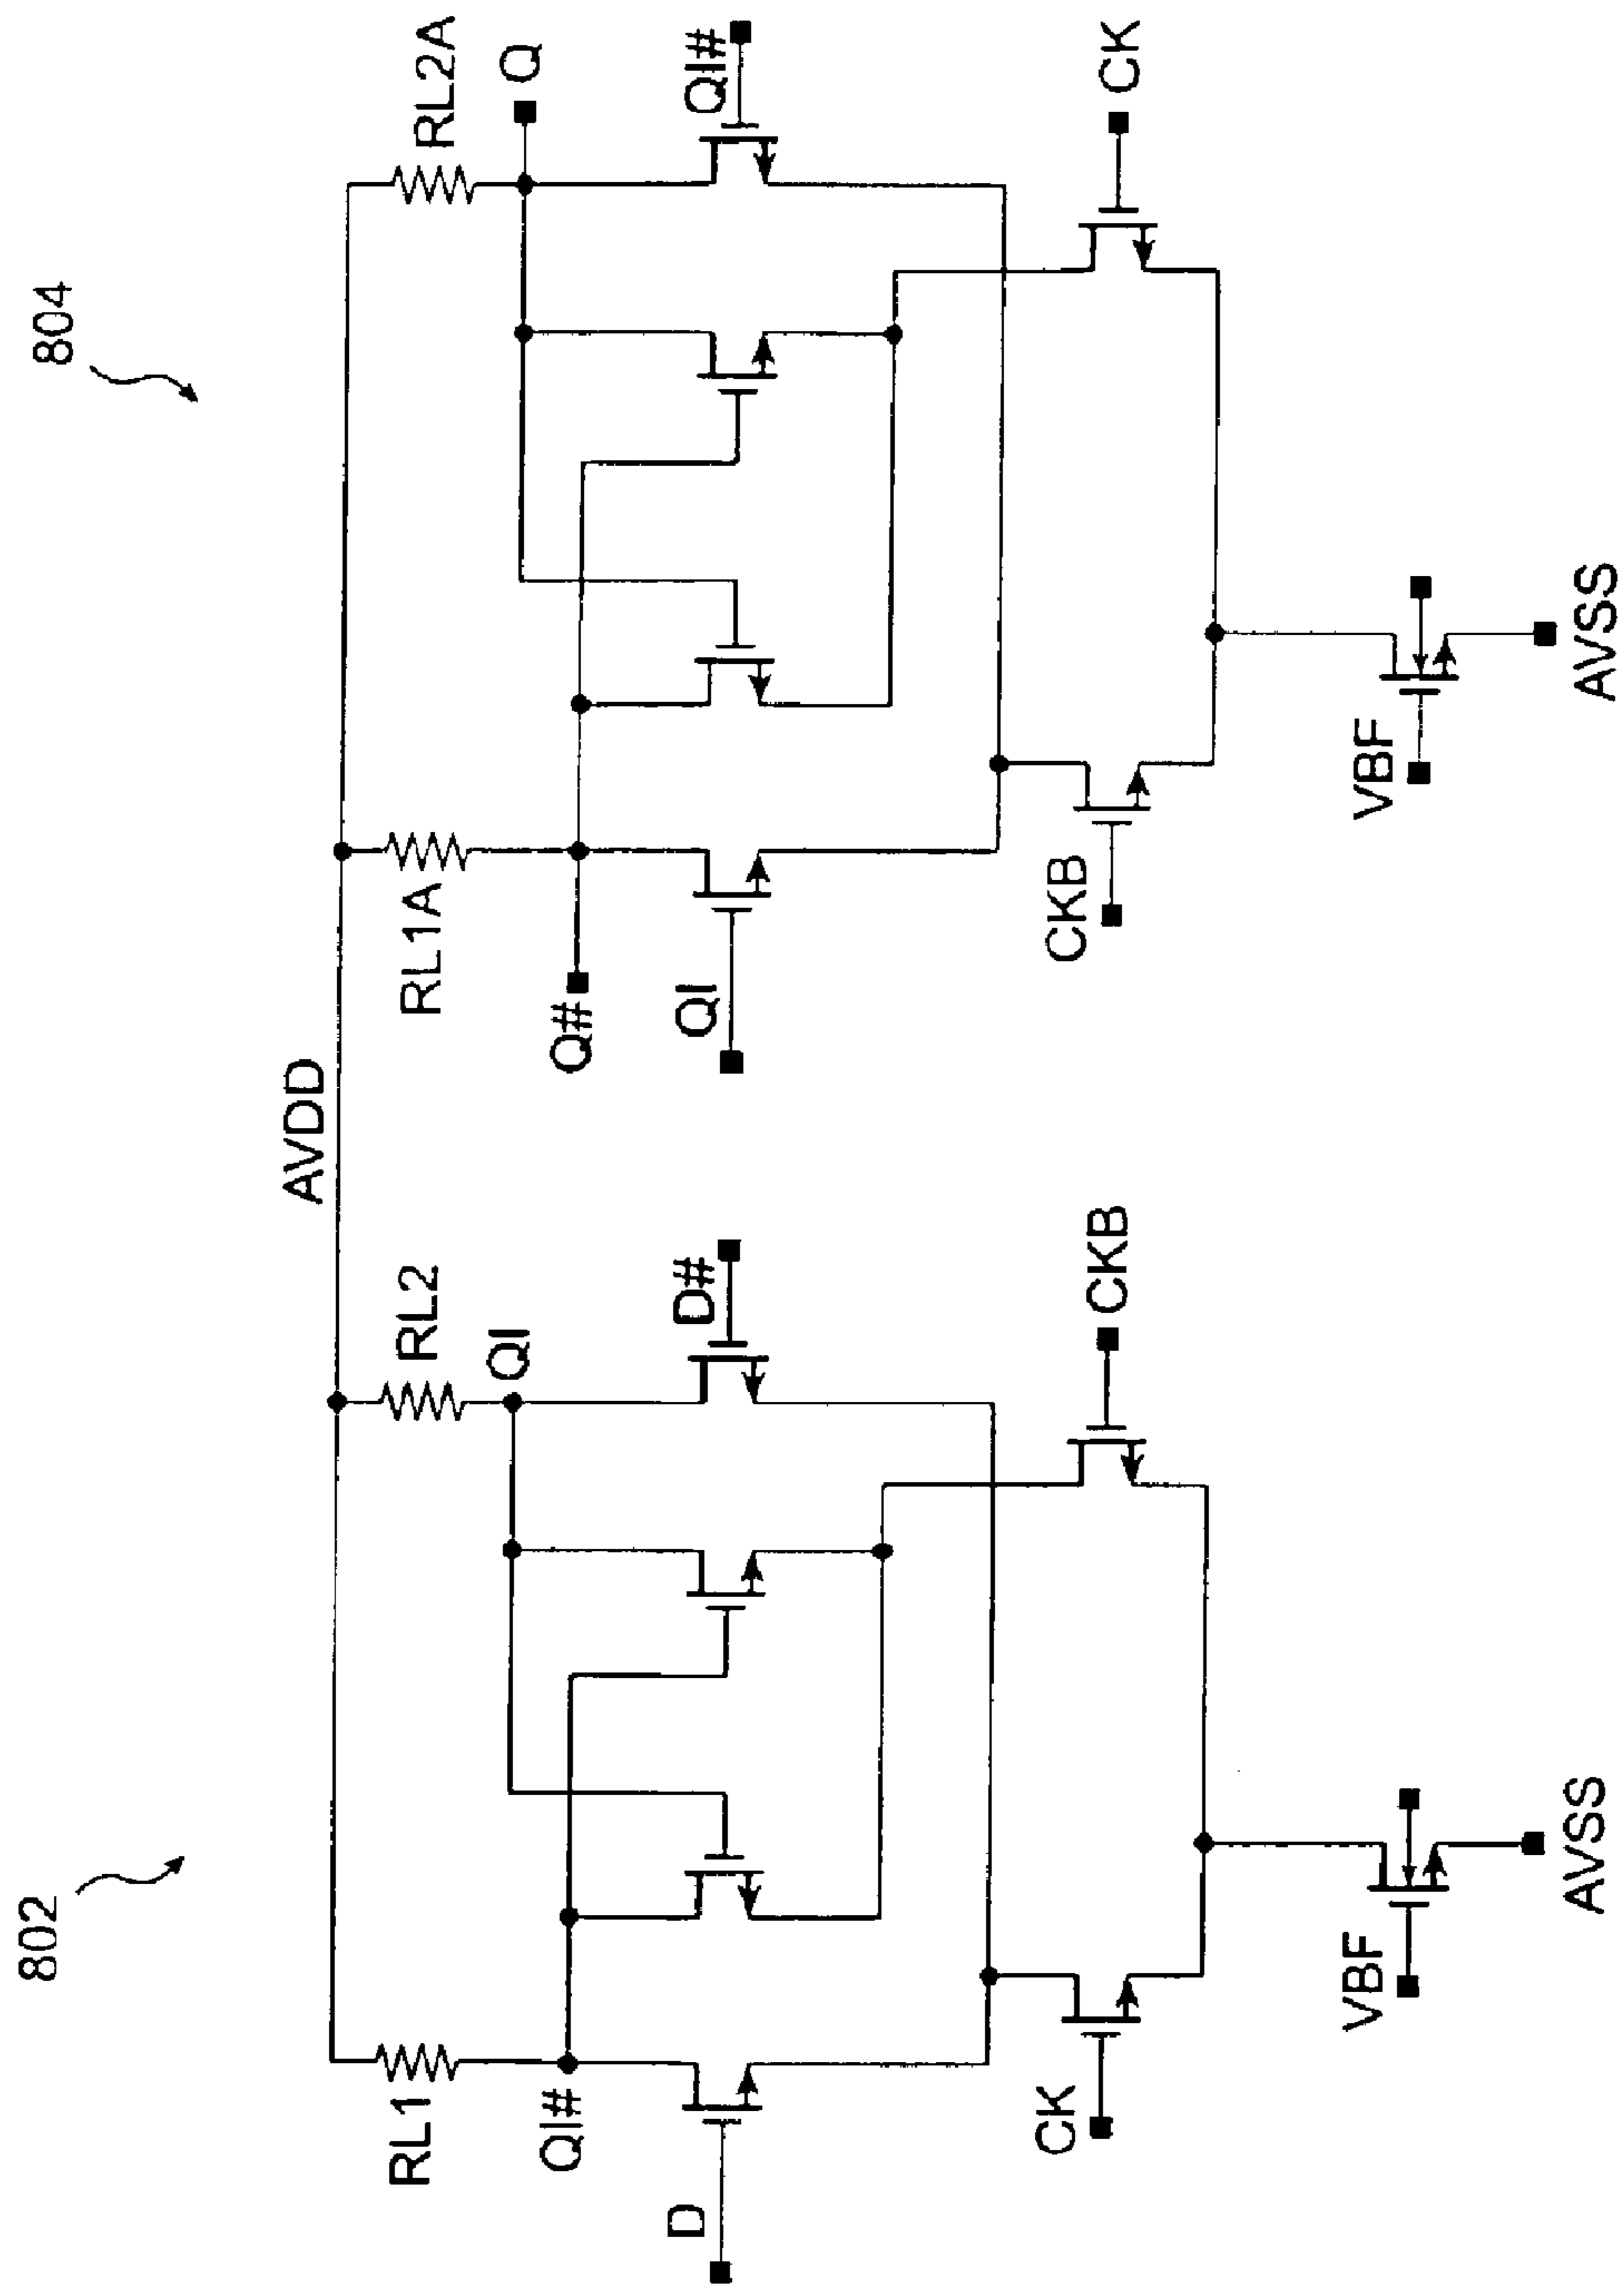 802
804
AVDD
RL1
RL2
RL1A
RL2A
QI#
QI
Q#
Q
D
D#
QI
QI#
CK
CKB
CKB
CK
VBF
VBF
AVSS
AVSS